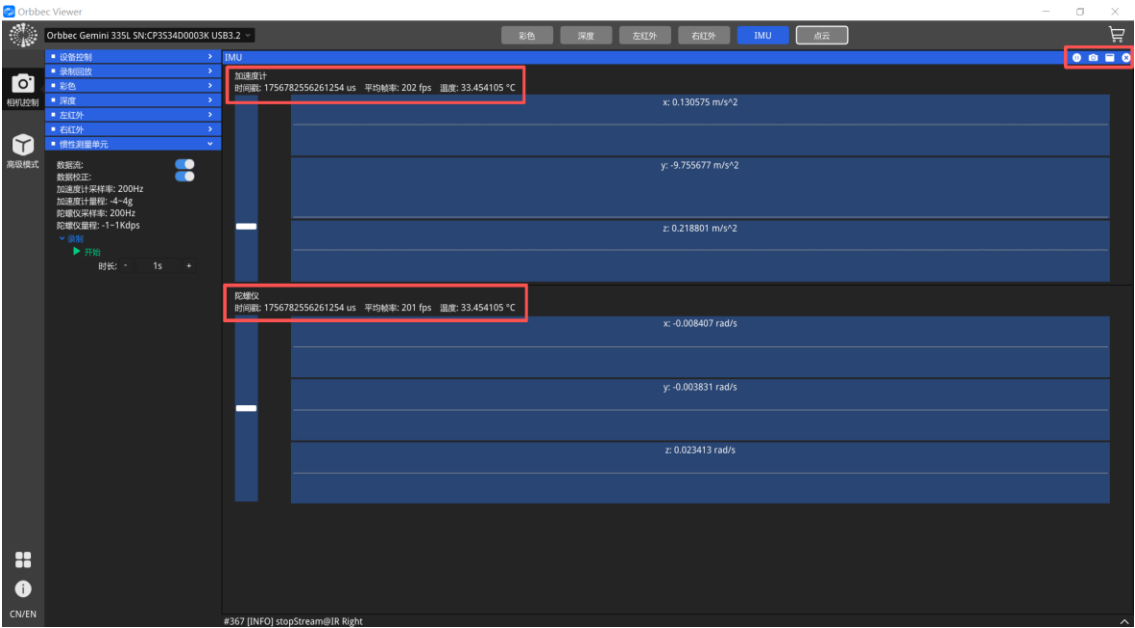 Orbbec Viewer
Orbbec Gemini 335L SN:CP3S34D0003K USB3.2
彩色
深度
左红外
右红外
IMU
点云
相机控制
高级模式
CN/EN
设备控制
录制回放
彩色
深度
左红外
右红外
惯性测量单元
数据流:
数据校正:
加速度计采样率: 200Hz
加速度计量程: -4~4g
陀螺仪采样率: 200Hz
陀螺仪量程: -1~1Kdps
录制
开始
时长: - 1s +
IMU
加速度计
时间戳: 1756782556261254 us 平均帧率: 202 fps 温度: 33.454105 °C
x: 0.130575 m/s^2
y: -9.755677 m/s^2
z: 0.218801 m/s^2
陀螺仪
时间戳: 1756782556261254 us 平均帧率: 201 fps 温度: 33.454105 °C
x: -0.008407 rad/s
y: -0.003831 rad/s
z: 0.023413 rad/s
#367 [INFO] stopStream@IR Right